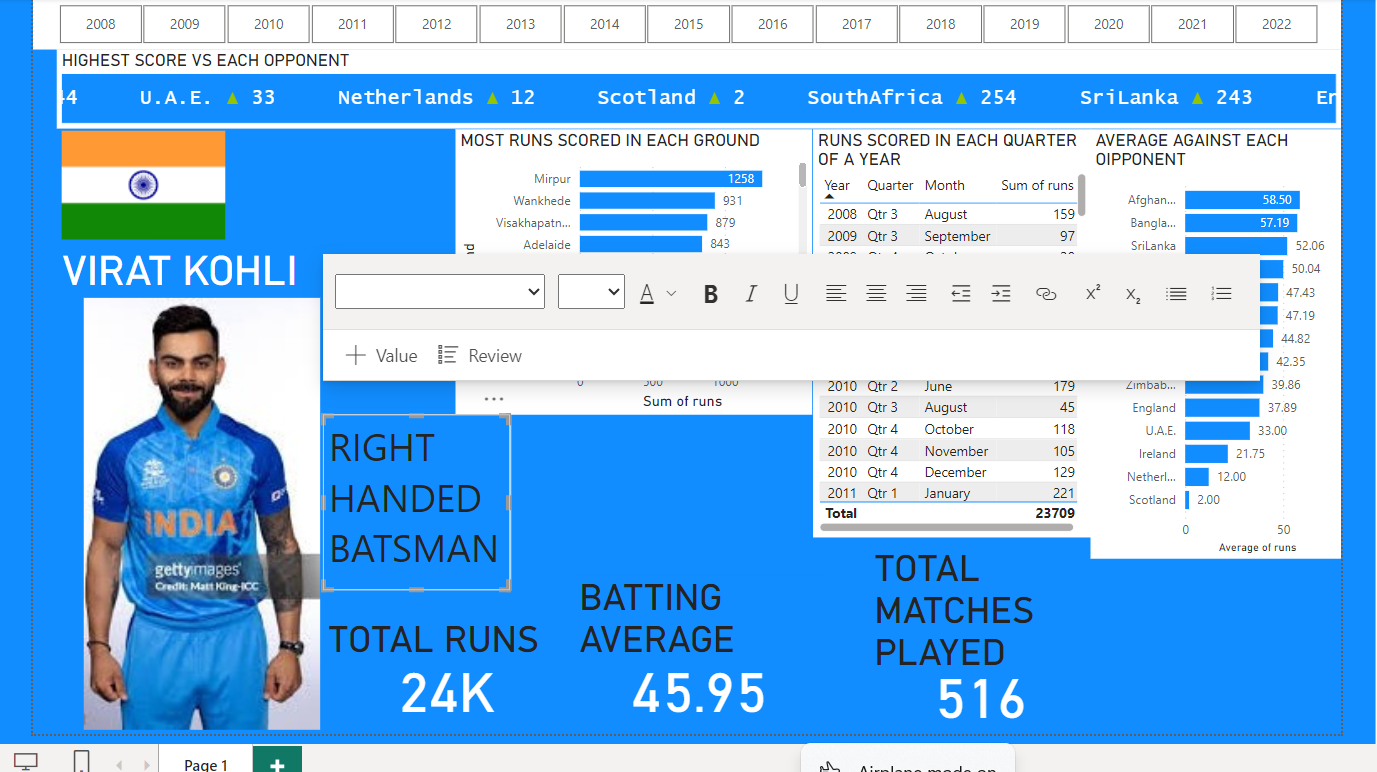 2008 2009 2010 2011 2012 2013 2014 2015 2016 2017 2018 2019 2020 2021 2022
HIGHEST SCORE VS EACH OPPONENT
44 U.A.E. ▲ 33 Netherlands ▲ 12 Scotland ▲ 2 SouthAfrica ▲ 254 SriLanka ▲ 243 En
VIRAT KOHLI
INDIA
gettyimages
Credit: Matt King-ICC
MOST RUNS SCORED IN EACH GROUND
Mirpur 1258
Wankhede 931
Visakhapatn... 879
Adelaide 843
0 500 1000
Sum of runs
RUNS SCORED IN EACH QUARTER
OF A YEAR
Year Quarter Month Sum of runs
2008 Qtr 3 August 159
2009 Qtr 3 September 97
2010 Qtr 2 June 179
2010 Qtr 3 August 45
2010 Qtr 4 October 118
2010 Qtr 4 November 105
2010 Qtr 4 December 129
2011 Qtr 1 January 221
Total 23709
AVERAGE AGAINST EACH
OIPPONENT
Afghan... 58.50
Bangla... 57.19
SriLanka 52.06
50.04
47.43
47.19
44.82
42.35
Zimbab... 39.86
England 37.89
U.A.E. 33.00
Ireland 21.75
Netherl... 12.00
Scotland 2.00
0 50
Average of runs
A B I U x² x₂
Value Review
RIGHT
HANDED
BATSMAN
TOTAL RUNS
24K
BATTING
AVERAGE
45.95
TOTAL
MATCHES
PLAYED
516
Page 1 +
Airplane mode on